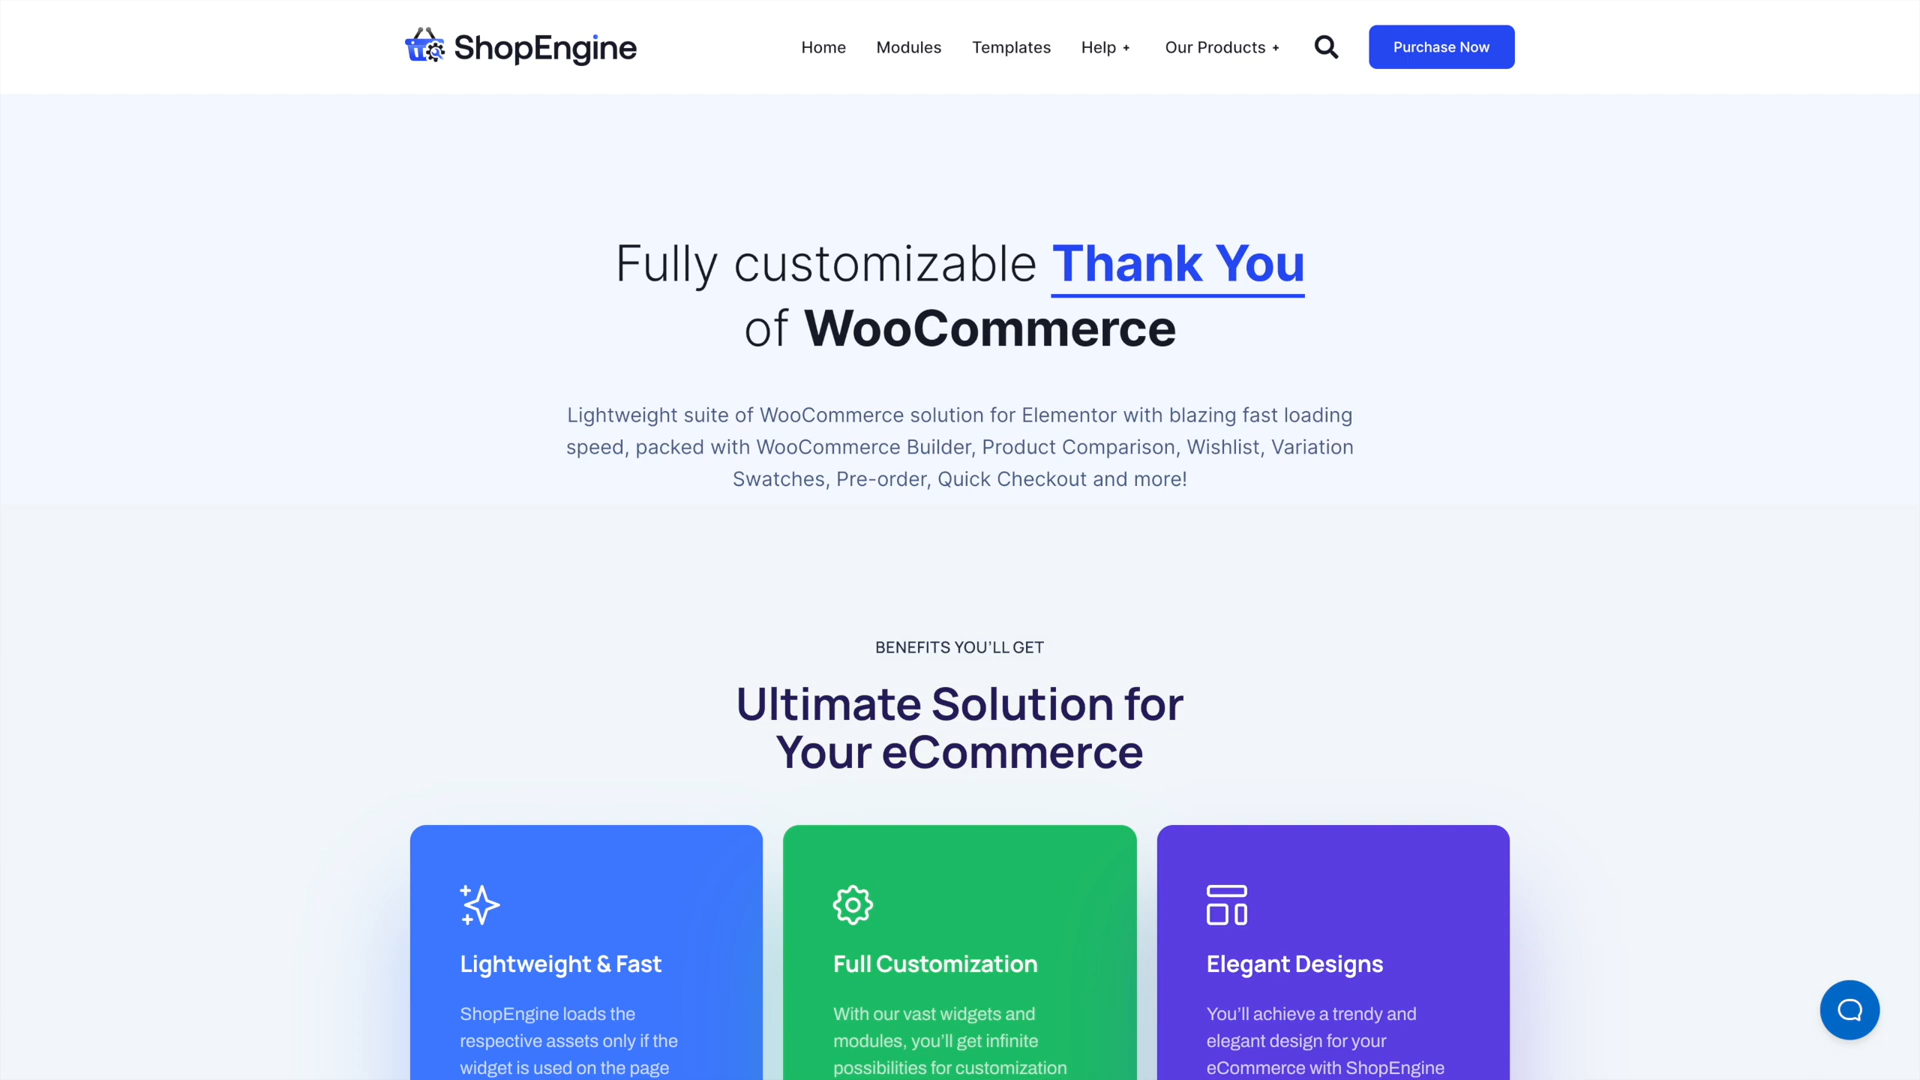 ShopEngine
Home Modules Templates Help + Our Products + Purchase Now
Fully customizable Thank You
of WooCommerce
Lightweight suite of WooCommerce solution for Elementor with blazing fast loading
speed, packed with WooCommerce Builder, Product Comparison, Wishlist, Variation
Swatches, Pre-order, Quick Checkout and more!
BENEFITS YOU'LL GET
Ultimate Solution for
Your eCommerce
Lightweight & Fast
ShopEngine loads the
respective assets only if the
widget is used on the page
Full Customization
With our vast widgets and
modules, you'll get infinite
possibilities for customization
Elegant Designs
You'll achieve a trendy and
elegant design for your
eCommerce with ShopEngine